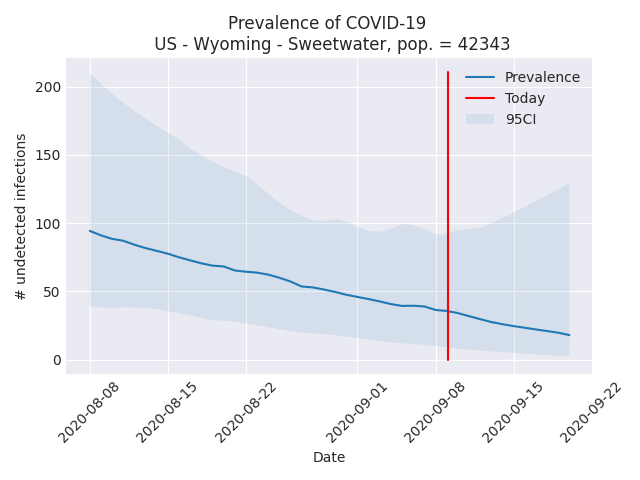 Prevalence of COVID-19
US - Wyoming - Sweetwater, pop. = 42343
# undetected infections
200
150
100
50
0
Prevalence
Today
95CI
2020-08-08
2020-08-15
2020-08-22
2020-09-01
2020-09-08
2020-09-15
2020-09-22
Date